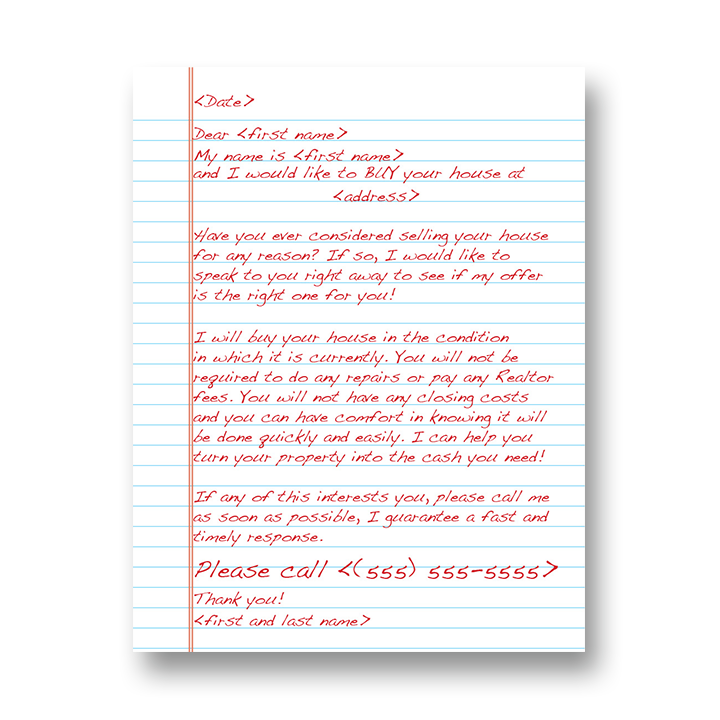 <Date>
Dear <first name>
My name is <first name>
and I would like to BUY your house at
<address>
Have you ever considered selling your house
for any reason? If so, I would like to
speak to you right away to see if my offer
is the right one for you!
I will buy your house in the condition
in which it is currently. You will not be
required to do any repairs or pay any Realtor
fees. You will not have any closing costs
and you can have comfort in knowing it will
be done quickly and easily. I can help you
turn your property into the cash you need!
If any of this interests you, please call me
as soon as possible, I guarantee a fast and
timely response.
Please call <(555) 555-5555>
Thank you!
<first and last name>